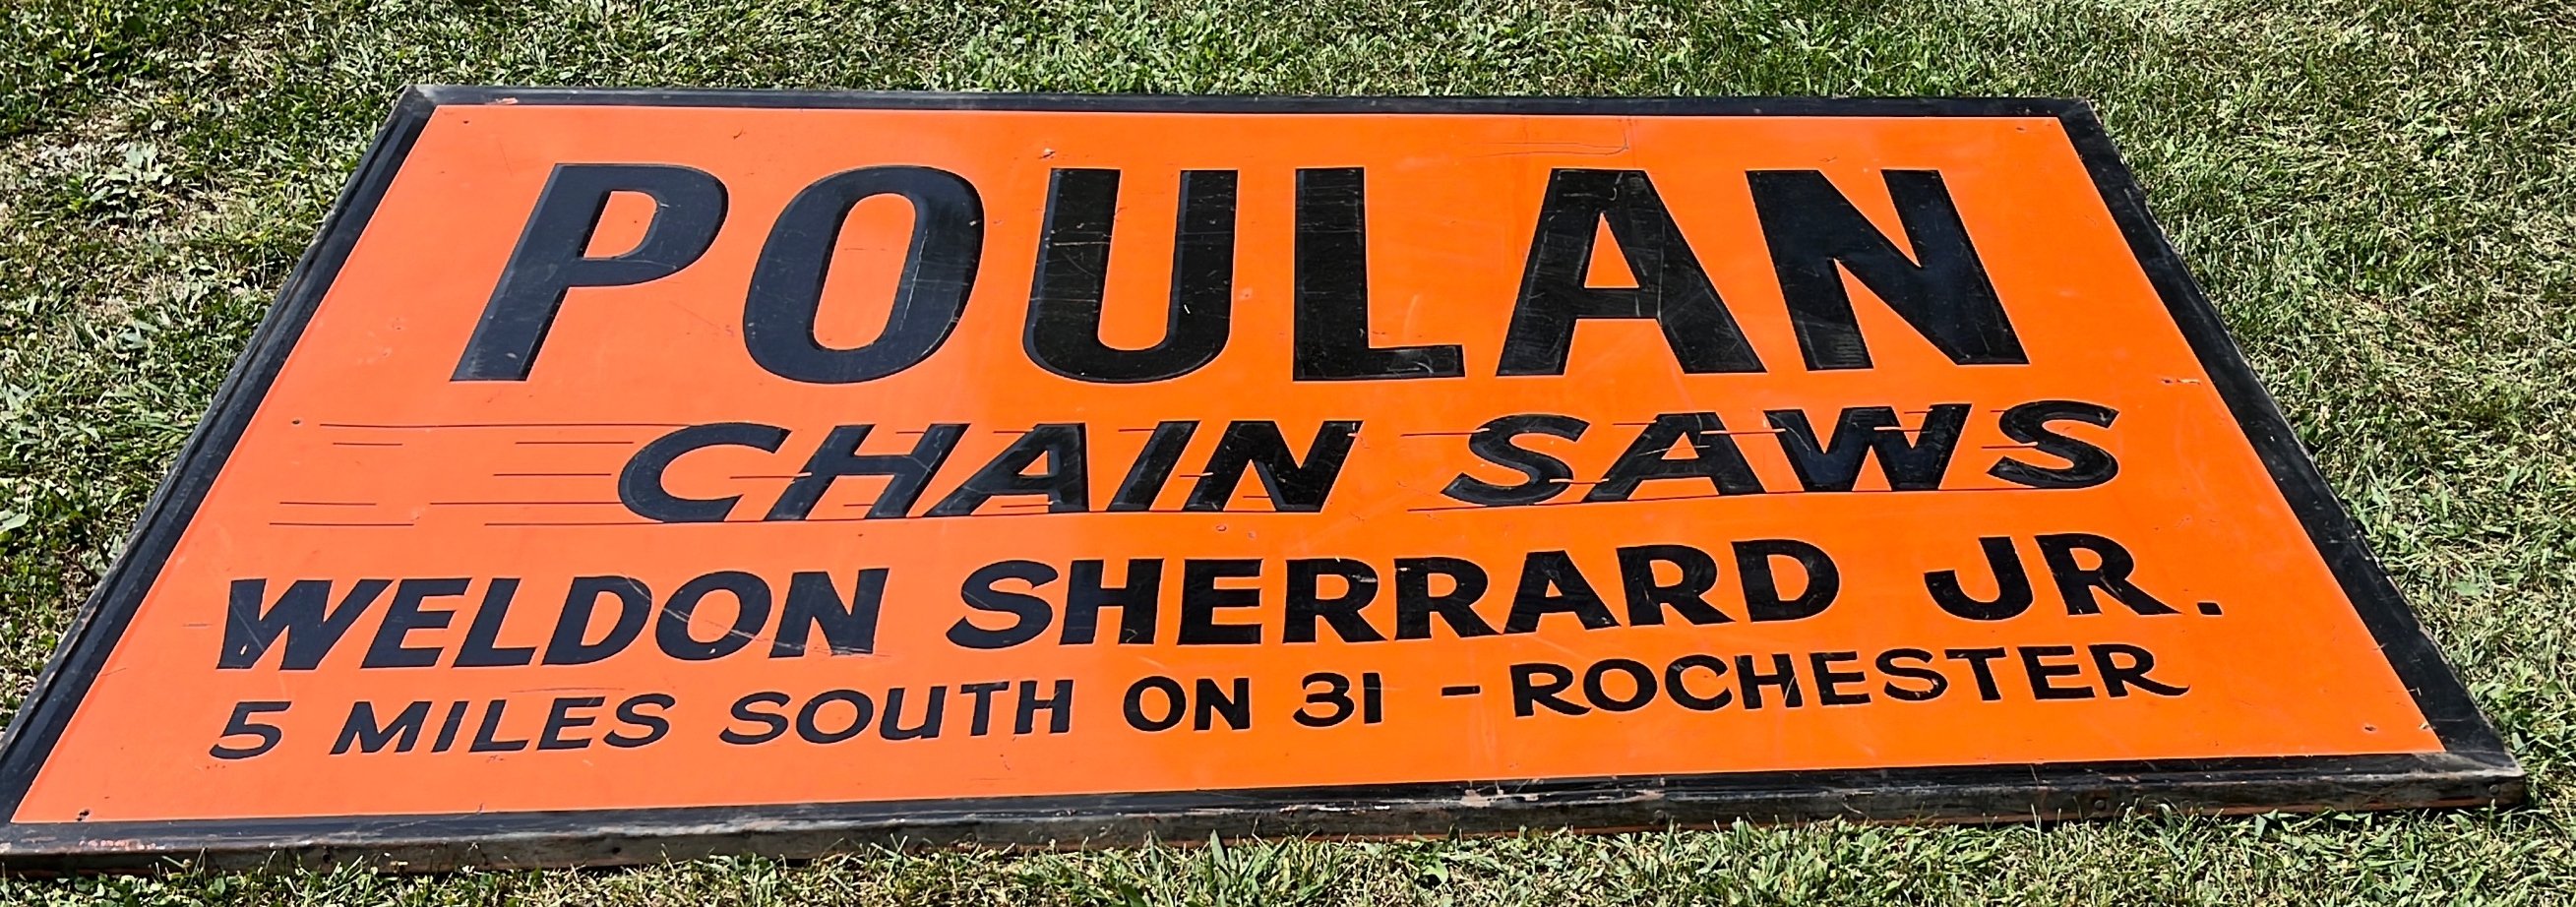 POULAN
CHAIN SAWS
WELDON SHERRARD JR.
5 MILES SOUTH ON 31 - ROCHESTER